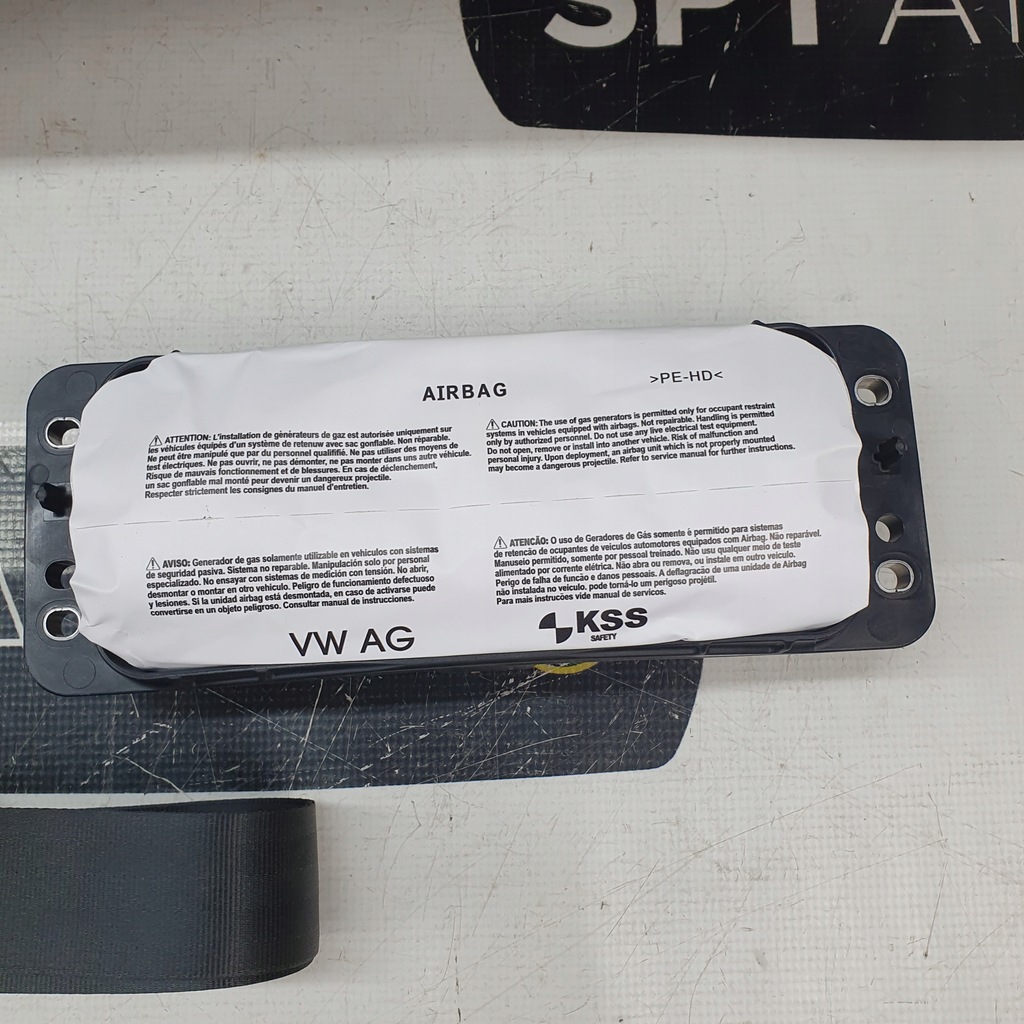 SPY
AIRBAG
>PE-HD<
⚠ ATTENTION: L'installation de générateurs de gaz est autorisée uniquement sur
les véhicules équipés d'un système de retenuw avec sac gonflable. Non réparable.
Ne peut être manipulé que par du personnel qualififé. Ne pas utiliser des moyens de
test électriques. Ne pas ouvrir, ne pas démonter, ne pas monter dans uns autre véhicule.
Risque de mauvais fonctionnement et de blessures. En cas de déclenchement,
un sac gonflable mal monté peur devenir un dangereux projectile.
Respecter strictement les consignes du manuel d'entretien.
⚠ CAUTION: The use of gas generators is permitted only for occupant restraint
systems in vehicles equipped with airbags. Not repairable. Handling is permitted
only by authorized personnel. Do not use any live electrical test equipment.
Do not open, remove or install into another vehicle. Risk of malfunction and
personal injury. Upon deployment, an airbag unit which is not properly mounted
may become a dangerous projectile. Refer to service manual for further instructions.
⚠ AVISO: Generador de gas solamente utilizable en vehiculos con sistemas
de seguridad pasiva. Sistema no reparable. Manipulación solo por personal
especializado. No ensayar con sistemas de medición con tensión. No abrir,
desmontar o montar en otro vehiculo. Peligro de funcionamiento defectuoso
y lesiones. Si la unidad airbag está desmontada, en caso de activarse puede
convertirse en un objeto peligroso. Consultar manual de instrucciones.
⚠ ATENCÃO: O uso de Geradores de Gás somente é permitido para sistemas
de retencão de ocupantes de veiculos automotores equipados com Airbag. Não reparável.
Manuseio permitido, somente por pessoal treinado. Não usu qualquer meio de teste
alimentado por corrente elétrica. Não abra ou remova, ou instale em outro veiculo.
Perigo de falha de funcão e danos pessoais. A deflagracão de uma unidade de Airbag
não instalada no veiculo. pode torná-lo um perigoso projétil.
Para mais instrucões vide manual de servicos.
VW AG
KSS
SAFETY